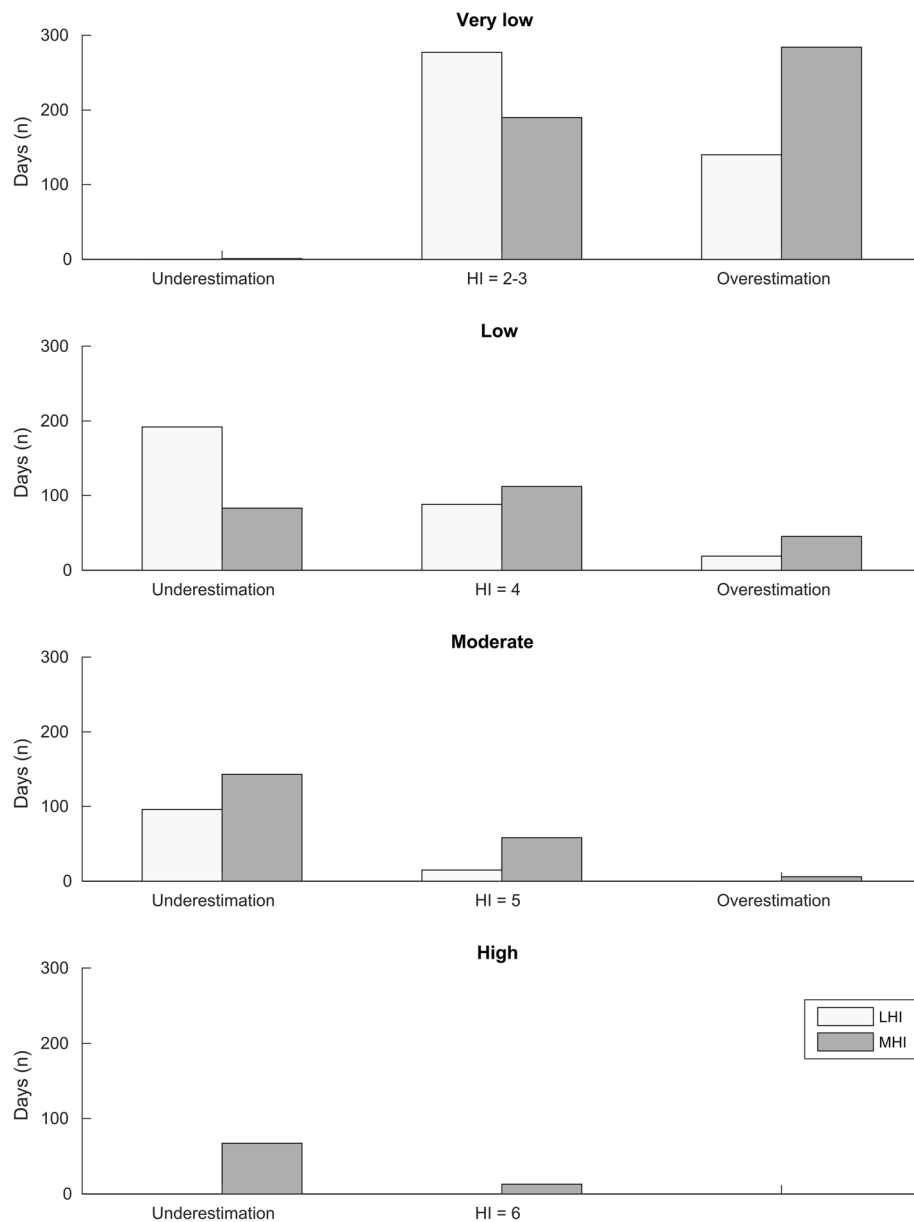 Very low
300
200
100
0
Days (n)
Underestimation HI = 2-3 Overestimation
Low
300
200
100
0
Days (n)
Underestimation HI = 4 Overestimation
Moderate
300
200
100
0
Days (n)
Underestimation HI = 5 Overestimation
High
300
200
100
0
Days (n)
LHI
MHI
Underestimation HI = 6